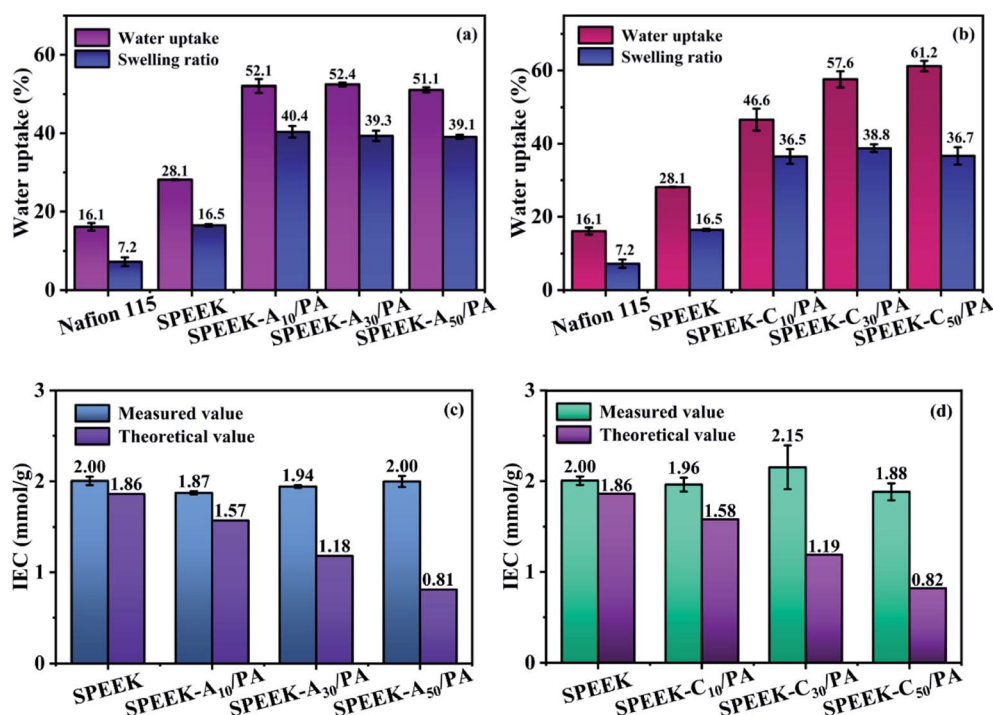 (a)
Water uptake
Swelling ratio
Water uptake (%)
60
40
20
0
16.1
7.2
28.1
16.5
52.1
40.4
52.4
39.3
51.1
39.1
Nafion 115
SPEEK
SPEEK-A10/PA
SPEEK-A30/PA
SPEEK-A50/PA
(b)
Water uptake
Swelling ratio
Water uptake (%)
60
40
20
0
16.1
7.2
28.1
16.5
46.6
36.5
57.6
38.8
61.2
36.7
Nafion 115
SPEEK
SPEEK-C10/PA
SPEEK-C30/PA
SPEEK-C50/PA
(c)
Measured value
Theoretical value
IEC (mmol/g)
3
2
1
0
2.00
1.86
1.87
1.57
1.94
1.18
2.00
0.81
SPEEK
SPEEK-A10/PA
SPEEK-A30/PA
SPEEK-A50/PA
(d)
Measured value
Theoretical value
IEC (mmol/g)
3
2
1
0
2.00
1.86
1.96
1.58
2.15
1.19
1.88
0.82
SPEEK
SPEEK-C10/PA
SPEEK-C30/PA
SPEEK-C50/PA